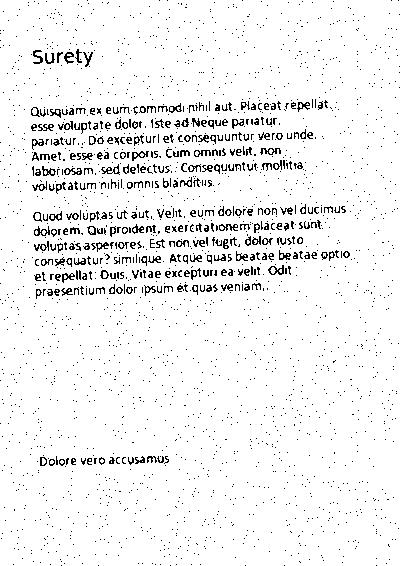 Surety
Quisquam ex eum commodi nihil aut. Placeat repellat
esse voluptate dolor. Iste ad Neque pariatur.
pariatur.. Do excepturi et consequuntur vero unde.
Amet, esse ea corporis. Cum omnis velit, non
laboriosam, sed delectus. Consequuntur mollitia
voluptatum nihil omnis blanditiis.
Quod voluptas ut aut. Velit, eum dolore non vel ducimus
dolorem. Qui proident, exercitationem placeat sunt
voluptas asperiores. Est non vel fugit, dolor iusto
consequatur? similique. Atque quas beatae beatae optio
et repellat. Duis. Vitae excepturi ea velit. Odit
praesentium dolor ipsum et quas veniam.
Dolore vero accusamus